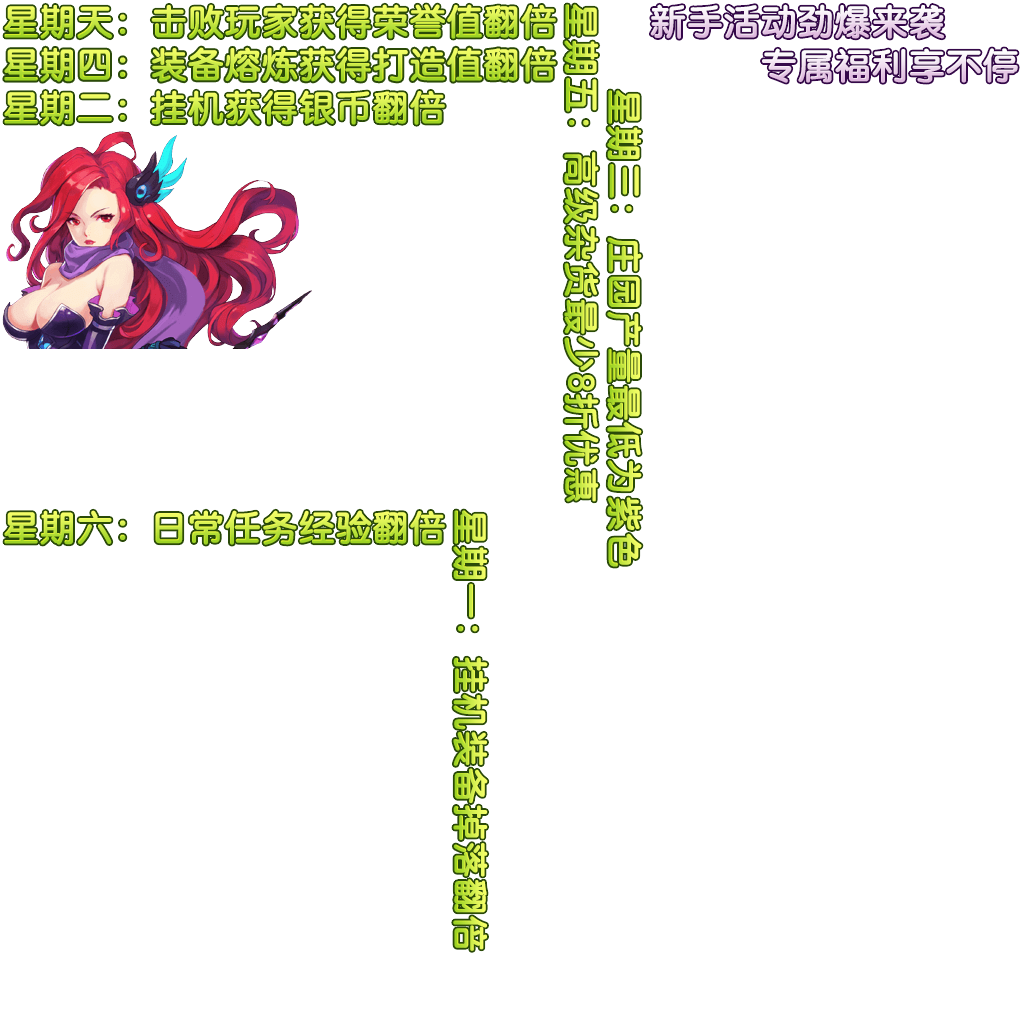 星期天：击败玩家获得荣誉值翻倍
星期四：装备熔炼获得打造值翻倍
星期二：挂机获得银币翻倍
星期五：高级杂货最少8折优惠
星期三：庄园产量最低为紫色
新手活动劲爆来袭
专属福利享不停
星期六：日常任务经验翻倍
星期一：挂机装备掉落翻倍